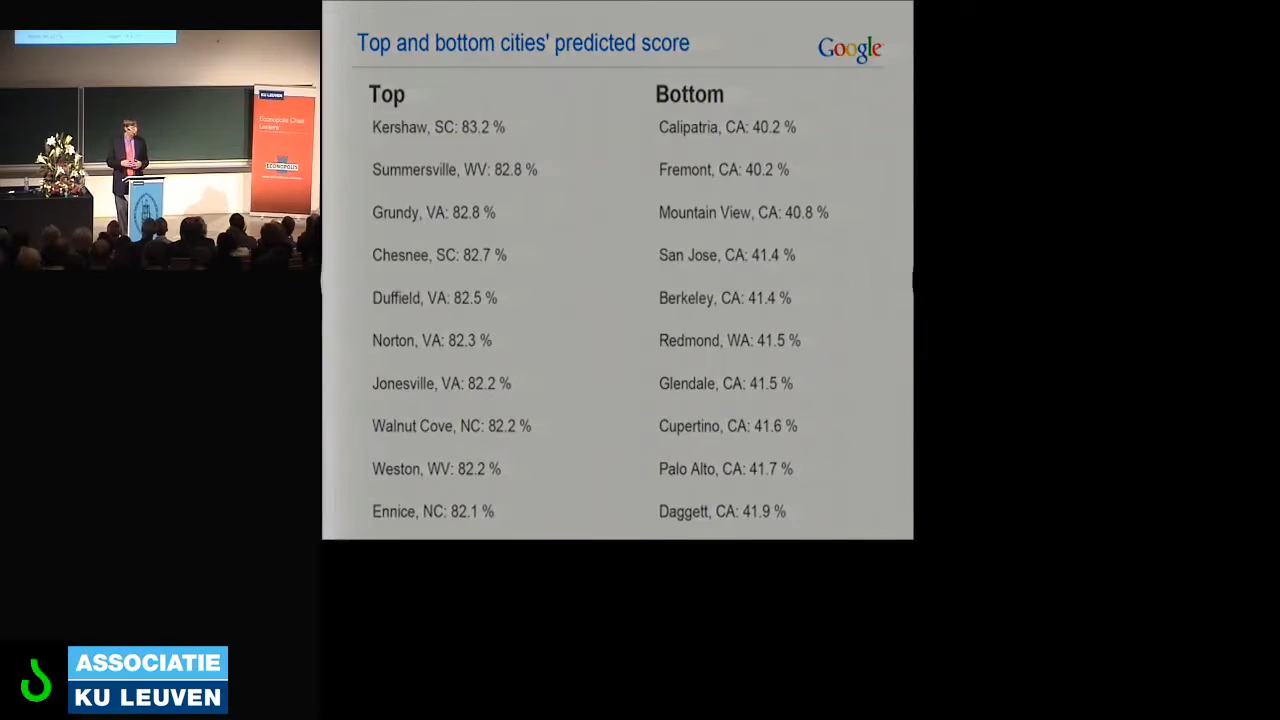 Top and bottom cities' predicted score
Google
Top
Kershaw, SC: 83.2 %
Summersville, WV: 82.8 %
Grundy, VA: 82.8 %
Chesnee, SC: 82.7 %
Duffield, VA: 82.5 %
Norton, VA: 82.3 %
Jonesville, VA: 82.2 %
Walnut Cove, NC: 82.2 %
Weston, WV: 82.2 %
Ennice, NC: 82.1 %
Bottom
Calipatria, CA: 40.2 %
Fremont, CA: 40.2 %
Mountain View, CA: 40.8 %
San Jose, CA: 41.4 %
Berkeley, CA: 41.4 %
Redmond, WA: 41.5 %
Glendale, CA: 41.5 %
Cupertino, CA: 41.6 %
Palo Alto, CA: 41.7 %
Daggett, CA: 41.9 %
KU LEUVEN
Econopolis Chair
ECONOPOLIS
ASSOCIATIE
KU LEUVEN